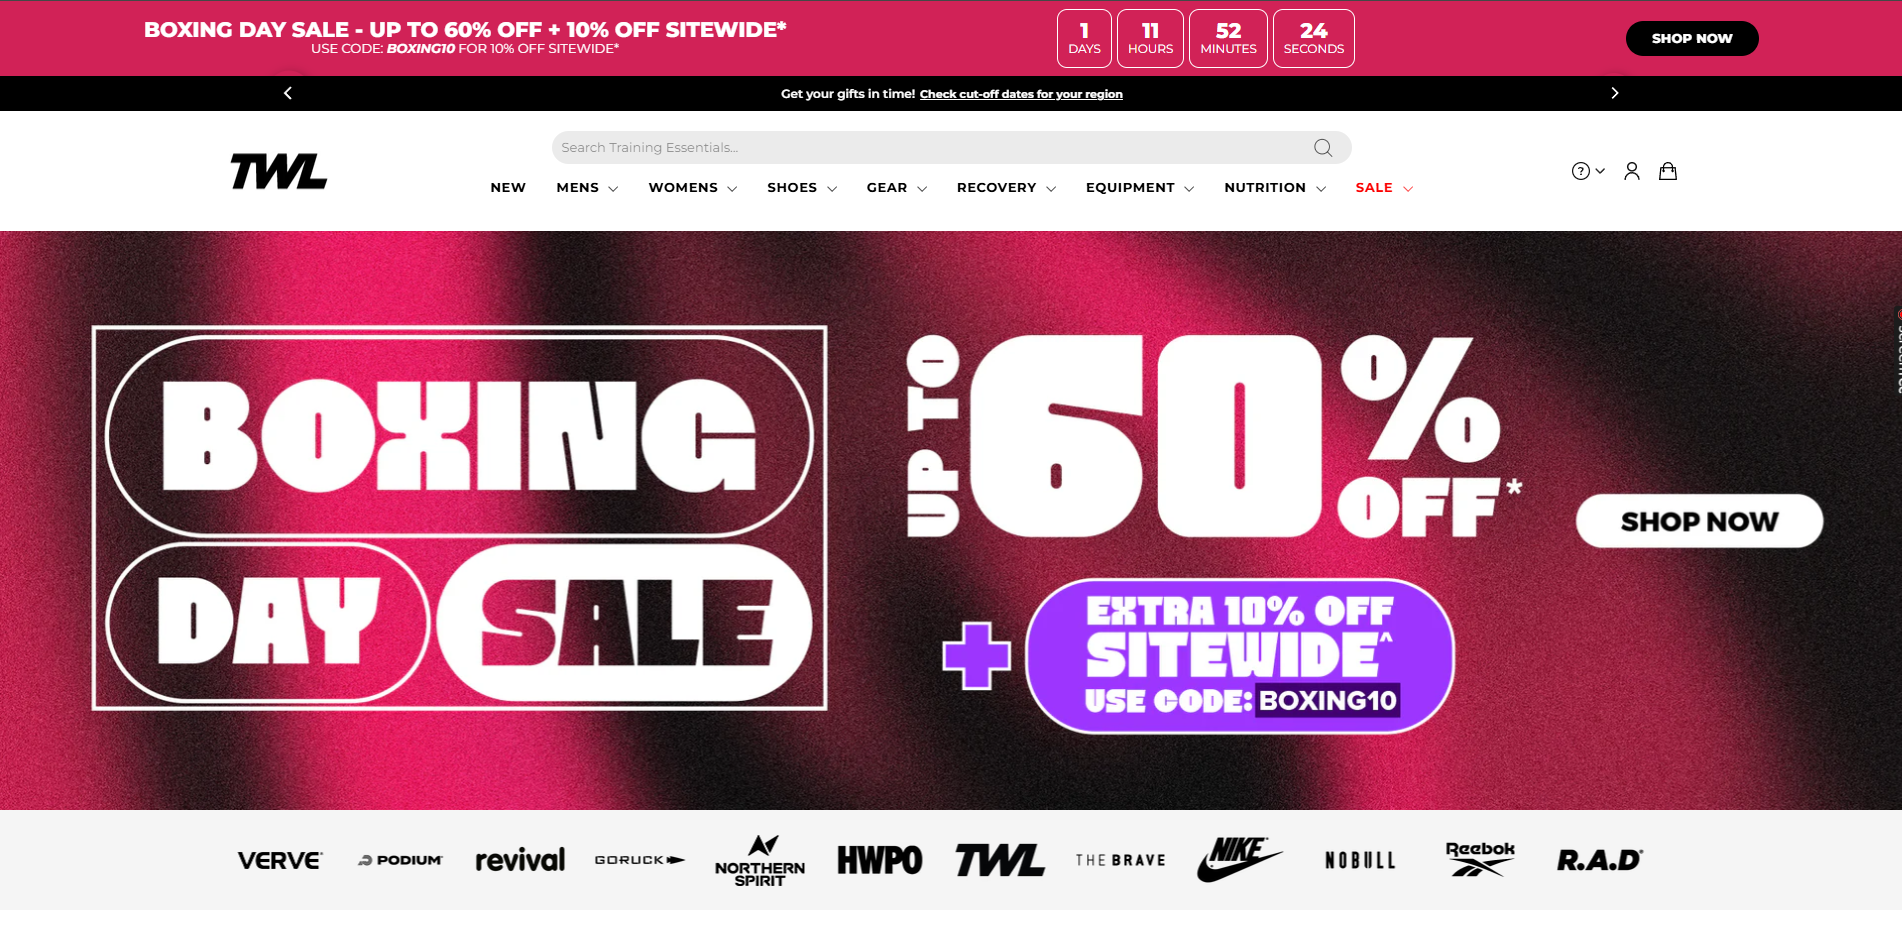 BOXING DAY SALE - UP TO 60% OFF + 10% OFF SITEWIDE*
USE CODE: BOXING10 FOR 10% OFF SITEWIDE*
1 DAYS
11 HOURS
52 MINUTES
24 SECONDS
SHOP NOW
Get your gifts in time! Check cut-off dates for your region
TWL
Search Training Essentials...
NEW MENS WOMENS SHOES GEAR RECOVERY EQUIPMENT NUTRITION SALE
BOXING
DAY SALE
UP TO 60% OFF*
SHOP NOW
+ EXTRA 10% OFF
SITEWIDE^
USE CODE: BOXING10
VERVE PODIUM revival GORUCK NORTHERN SPIRIT HWPO TWL THE BRAVE NIKE NOBULL Reebok R.A.D